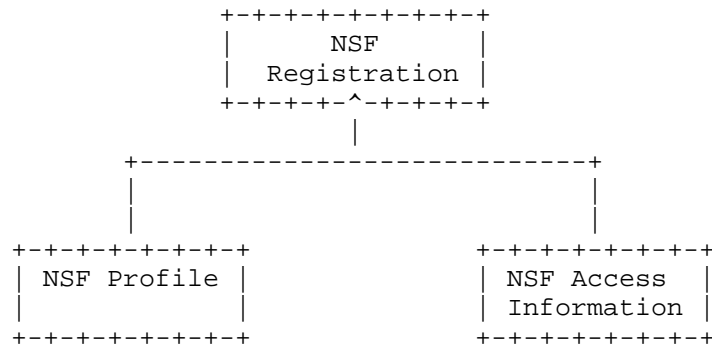 NSF
Registration
NSF Profile
NSF Access
Information